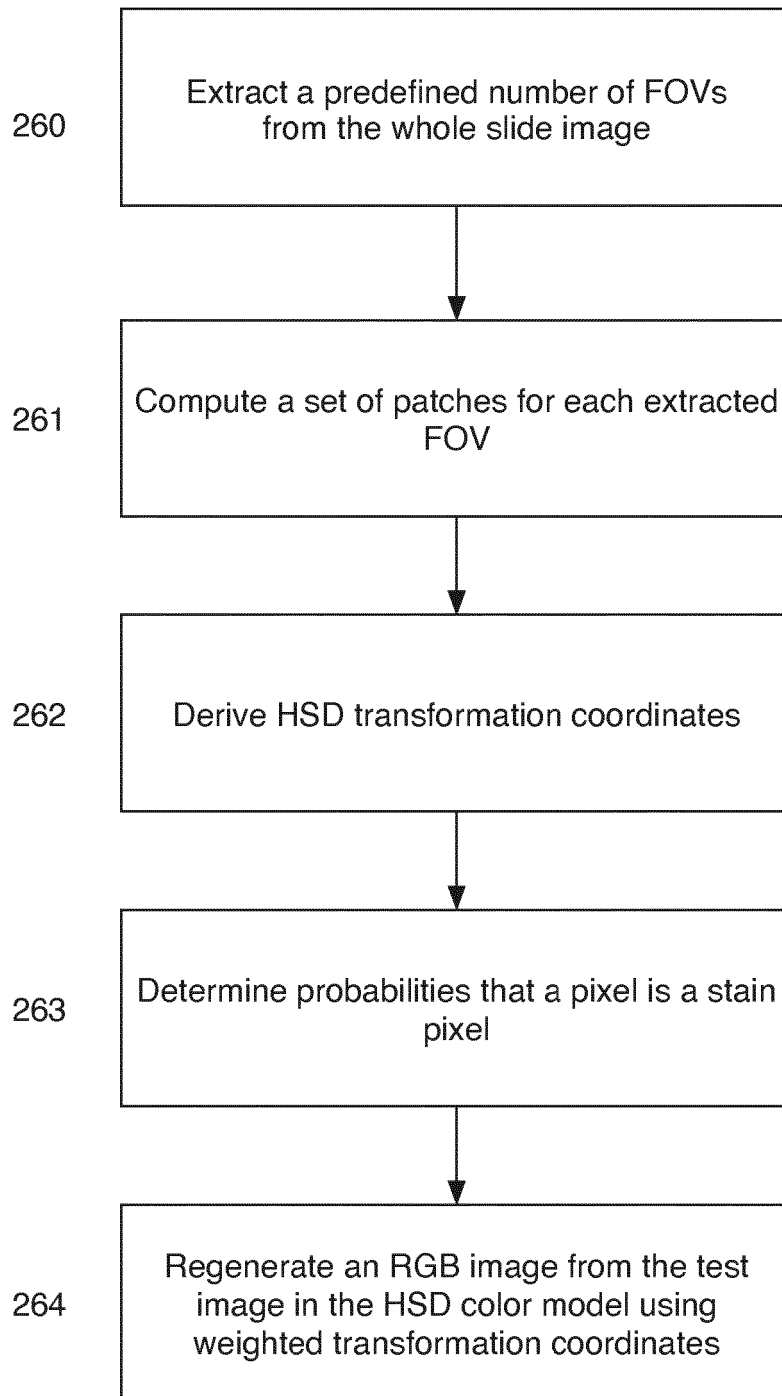 260
Extract a predefined number of FOVs
from the whole slide image
261
Compute a set of patches for each extracted
FOV
262
Derive HSD transformation coordinates
263
Determine probabilities that a pixel is a stain
pixel
264
Regenerate an RGB image from the test
image in the HSD color model using
weighted transformation coordinates